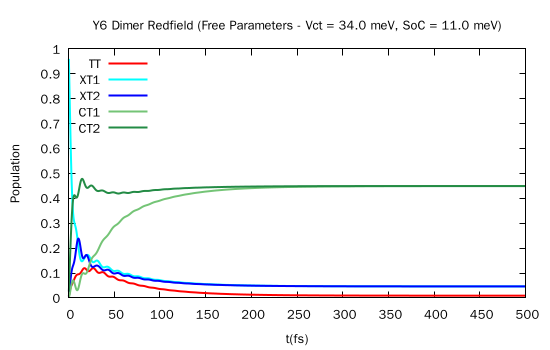 Y6 Dimer Redfield (Free Parameters - Vct = 34.0 meV, SoC = 11.0 meV)
1
0.9
0.8
0.7
0.6
0.5
0.4
0.3
0.2
0.1
0
Population
TT
XT1
XT2
CT1
CT2
0 50 100 150 200 250 300 350 400 450 500
t(fs)